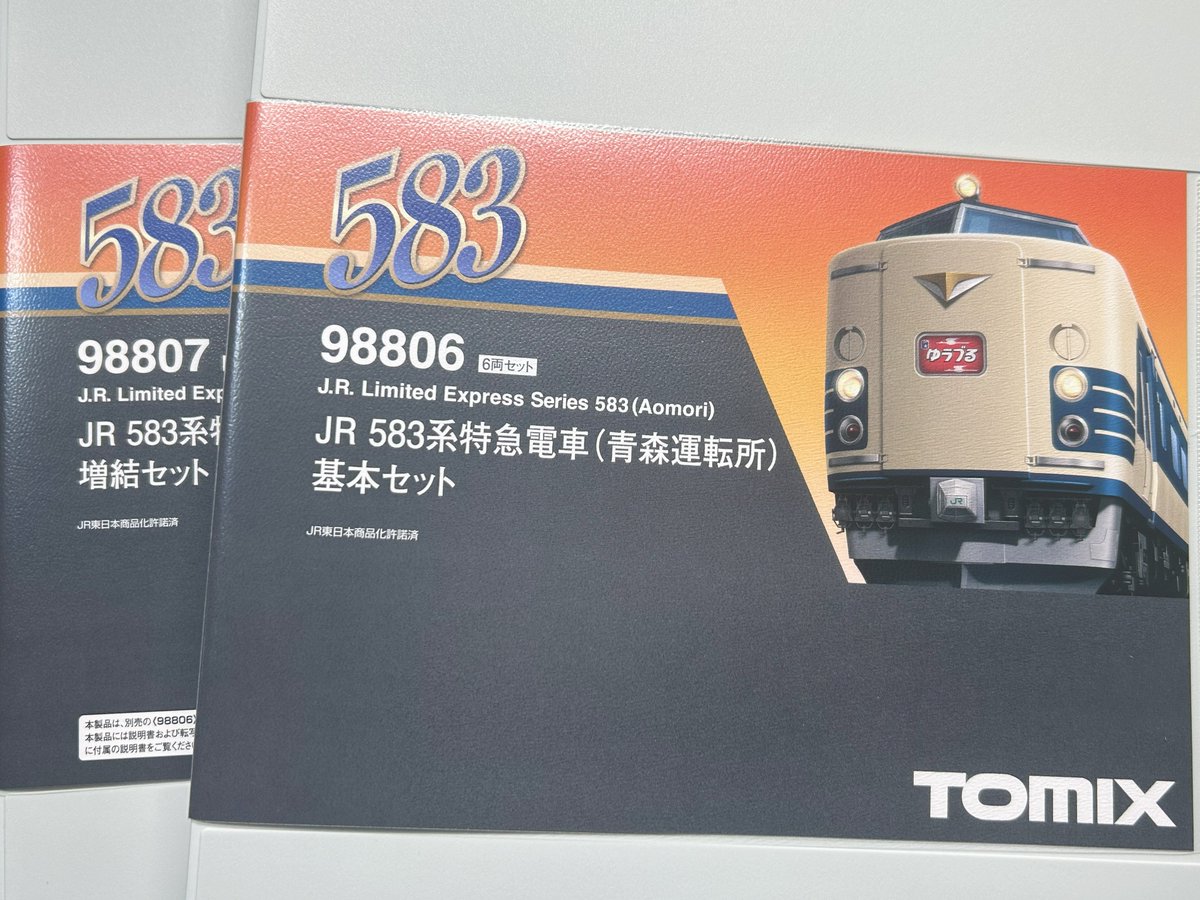 583
98807
J.R. Limited Exp
JR 583系特
増結セット
JR東日本商品化許諾済
本製品は、別売の〈98806〉
本製品には説明書および転写
に付属の説明書をご覧くださ
583
98806 6両セット
J.R. Limited Express Series 583 (Aomori)
JR 583系特急電車(青森運転所)
基本セット
JR東日本商品化許諾済
ゆうづる
JR
TOMIX